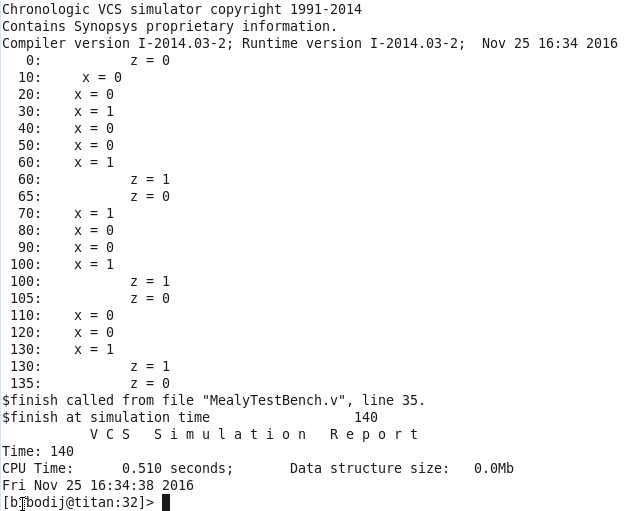 Chronologic VCS simulator copyright 1991-2014
Contains Synopsys proprietary information.
Compiler version I-2014.03-2; Runtime version I-2014.03-2;  Nov 25 16:34 2016
   0:           z = 0
  10:     x = 0
  20:    x = 0
  30:    x = 1
  40:    x = 0
  50:    x = 0
  60:    x = 1
  60:           z = 1
  65:           z = 0
  70:    x = 1
  80:    x = 0
  90:    x = 0
 100:    x = 1
 100:           z = 1
 105:           z = 0
 110:    x = 0
 120:    x = 0
 130:    x = 1
 130:           z = 1
 135:           z = 0
$finish called from file "MealyTestBench.v", line 35.
$finish at simulation time                  140
           V C S   S i m u l a t i o n   R e p o r t
Time: 140
CPU Time:      0.510 seconds;       Data structure size:   0.0Mb
Fri Nov 25 16:34:38 2016